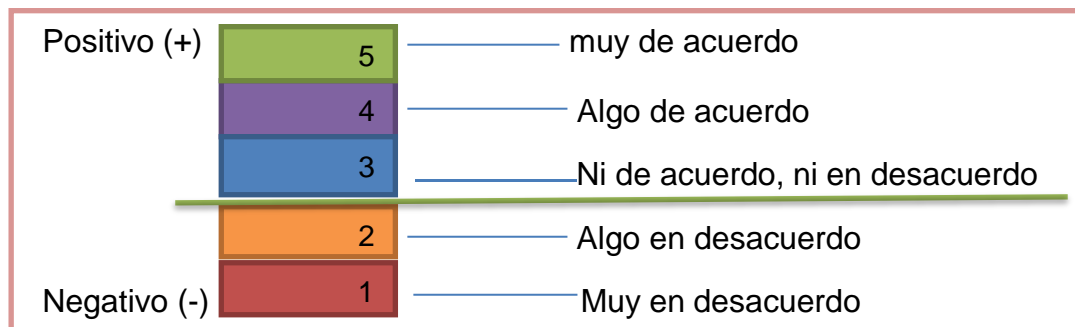 Positivo (+) 5 muy de acuerdo
4 Algo de acuerdo
3 Ni de acuerdo, ni en desacuerdo
2 Algo en desacuerdo
Negativo (-) 1 Muy en desacuerdo